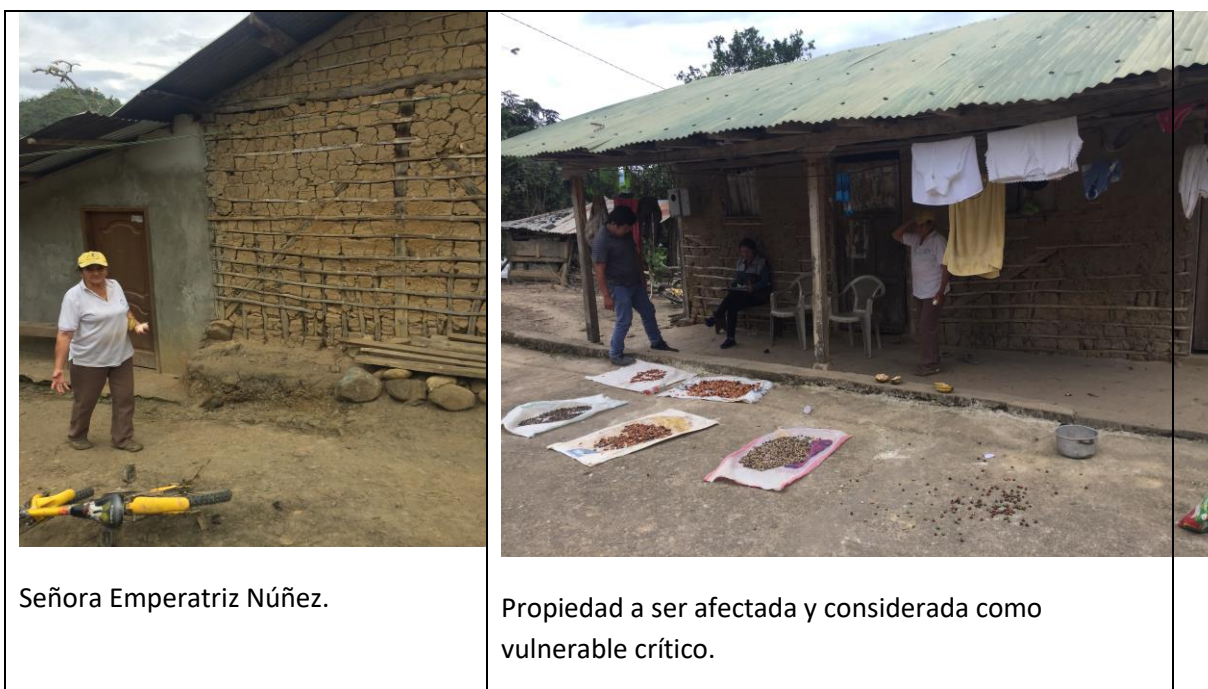 Señora Emperatriz Núñez.
Propiedad a ser afectada y considerada como
vulnerable crítico.